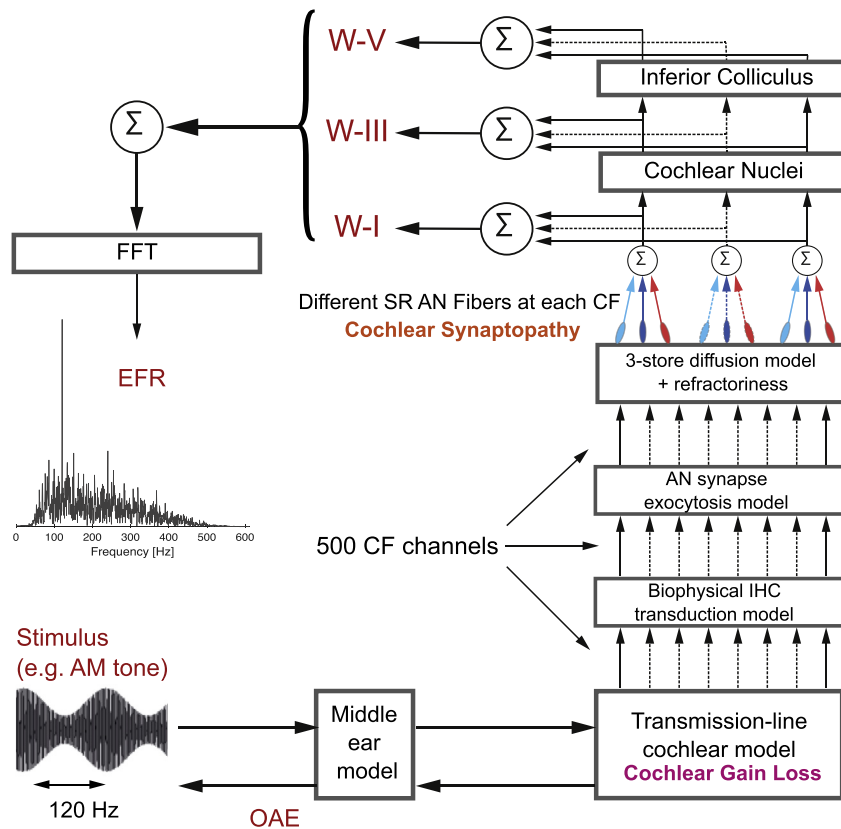 W-V
Σ
Inferior Colliculus
Σ
W-III
Σ
Cochlear Nuclei
W-I
Σ
FFT
Σ
Σ
Σ
Different SR AN Fibers at each CF
Cochlear Synaptopathy
3-store diffusion model
+ refractoriness
EFR
AN synapse
exocytosis model
0 100 200 300 400 500 600
Frequency [Hz]
500 CF channels
Biophysical IHC
transduction model
Stimulus
(e.g. AM tone)
Middle
ear
model
Transmission-line
cochlear model
Cochlear Gain Loss
120 Hz
OAE